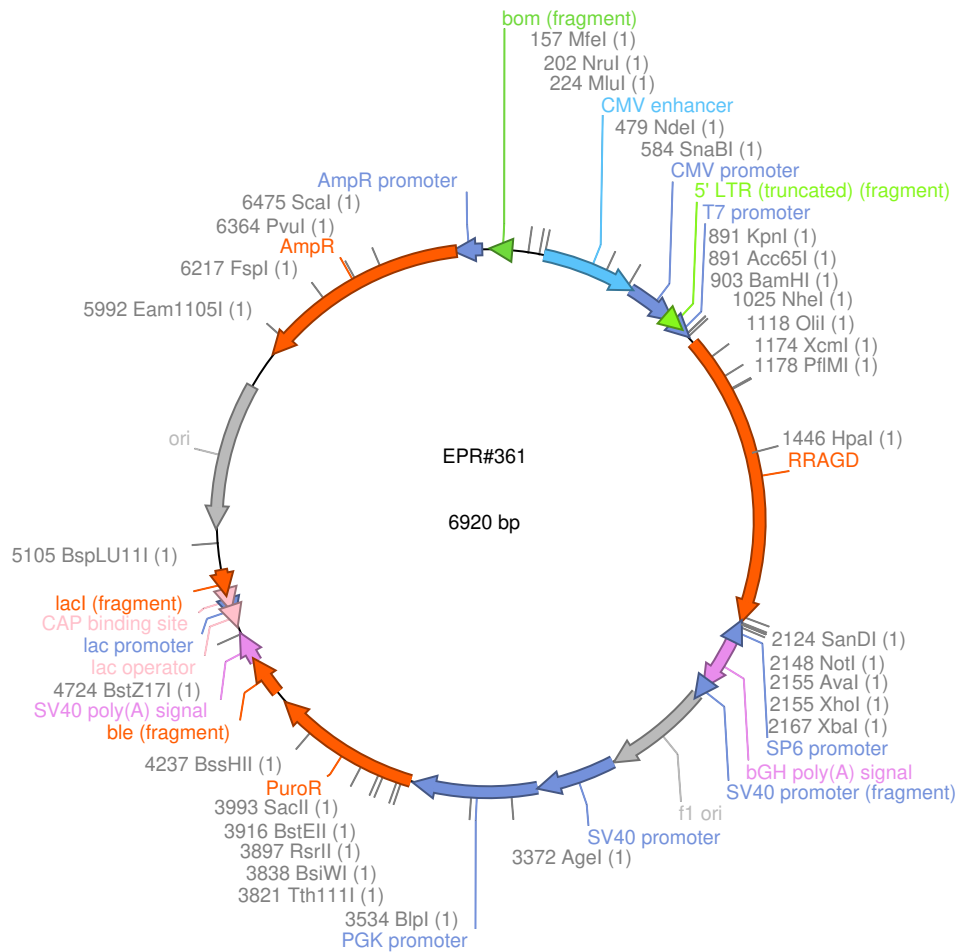 bom (fragment)
157 MfeI (1)
202 NruI (1)
224 MluI (1)
CMV enhancer
479 NdeI (1)
584 SnaBI (1)
CMV promoter
5' LTR (truncated) (fragment)
T7 promoter
891 KpnI (1)
891 Acc65I (1)
903 BamHI (1)
1025 NheI (1)
1118 OliI (1)
1174 XcmI (1)
1178 PflMI (1)
1446 HpaI (1)
RRAGD
2124 SanDI (1)
2148 NotI (1)
2155 AvaI (1)
2155 XhoI (1)
2167 XbaI (1)
SP6 promoter
bGH poly(A) signal
SV40 promoter (fragment)
f1 ori
SV40 promoter
3372 AgeI (1)
3534 BlpI (1)
PGK promoter
3821 Tth111I (1)
3838 BsiWI (1)
3897 RsrII (1)
3916 BstEII (1)
3993 SacII (1)
PuroR
4237 BssHII (1)
ble (fragment)
SV40 poly(A) signal
4724 BstZ17I (1)
lac operator
lac promoter
CAP binding site
lacI (fragment)
5105 BspLU11I (1)
ori
5992 Eam1105I (1)
6217 FspI (1)
AmpR
6364 PvuI (1)
6475 ScaI (1)
AmpR promoter
EPR#361
6920 bp